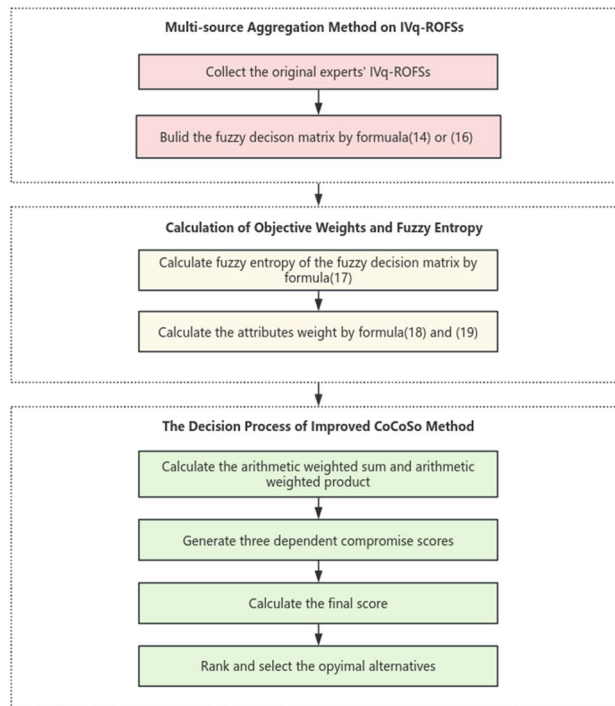 Multi-source Aggregation Method on IVq-ROFSs
Collect the original experts' IVq-ROFSs
Bulid the fuzzy decison matrix by formuala(14) or (16)
Calculation of Objective Weights and Fuzzy Entropy
Calculate fuzzy entropy of the fuzzy decision matrix by
formula(17)
Calculate the attributes weight by formula(18) and (19)
The Decision Process of Improved CoCoSo Method
Calculate the arithmetic weighted sum and arithmetic
weighted product
Generate three dependent compromise scores
Calculate the final score
Rank and select the opyimal alternatives